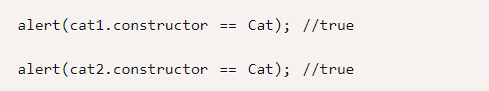 alert(cat1.constructor == Cat); //true
alert(cat2.constructor == Cat); //true